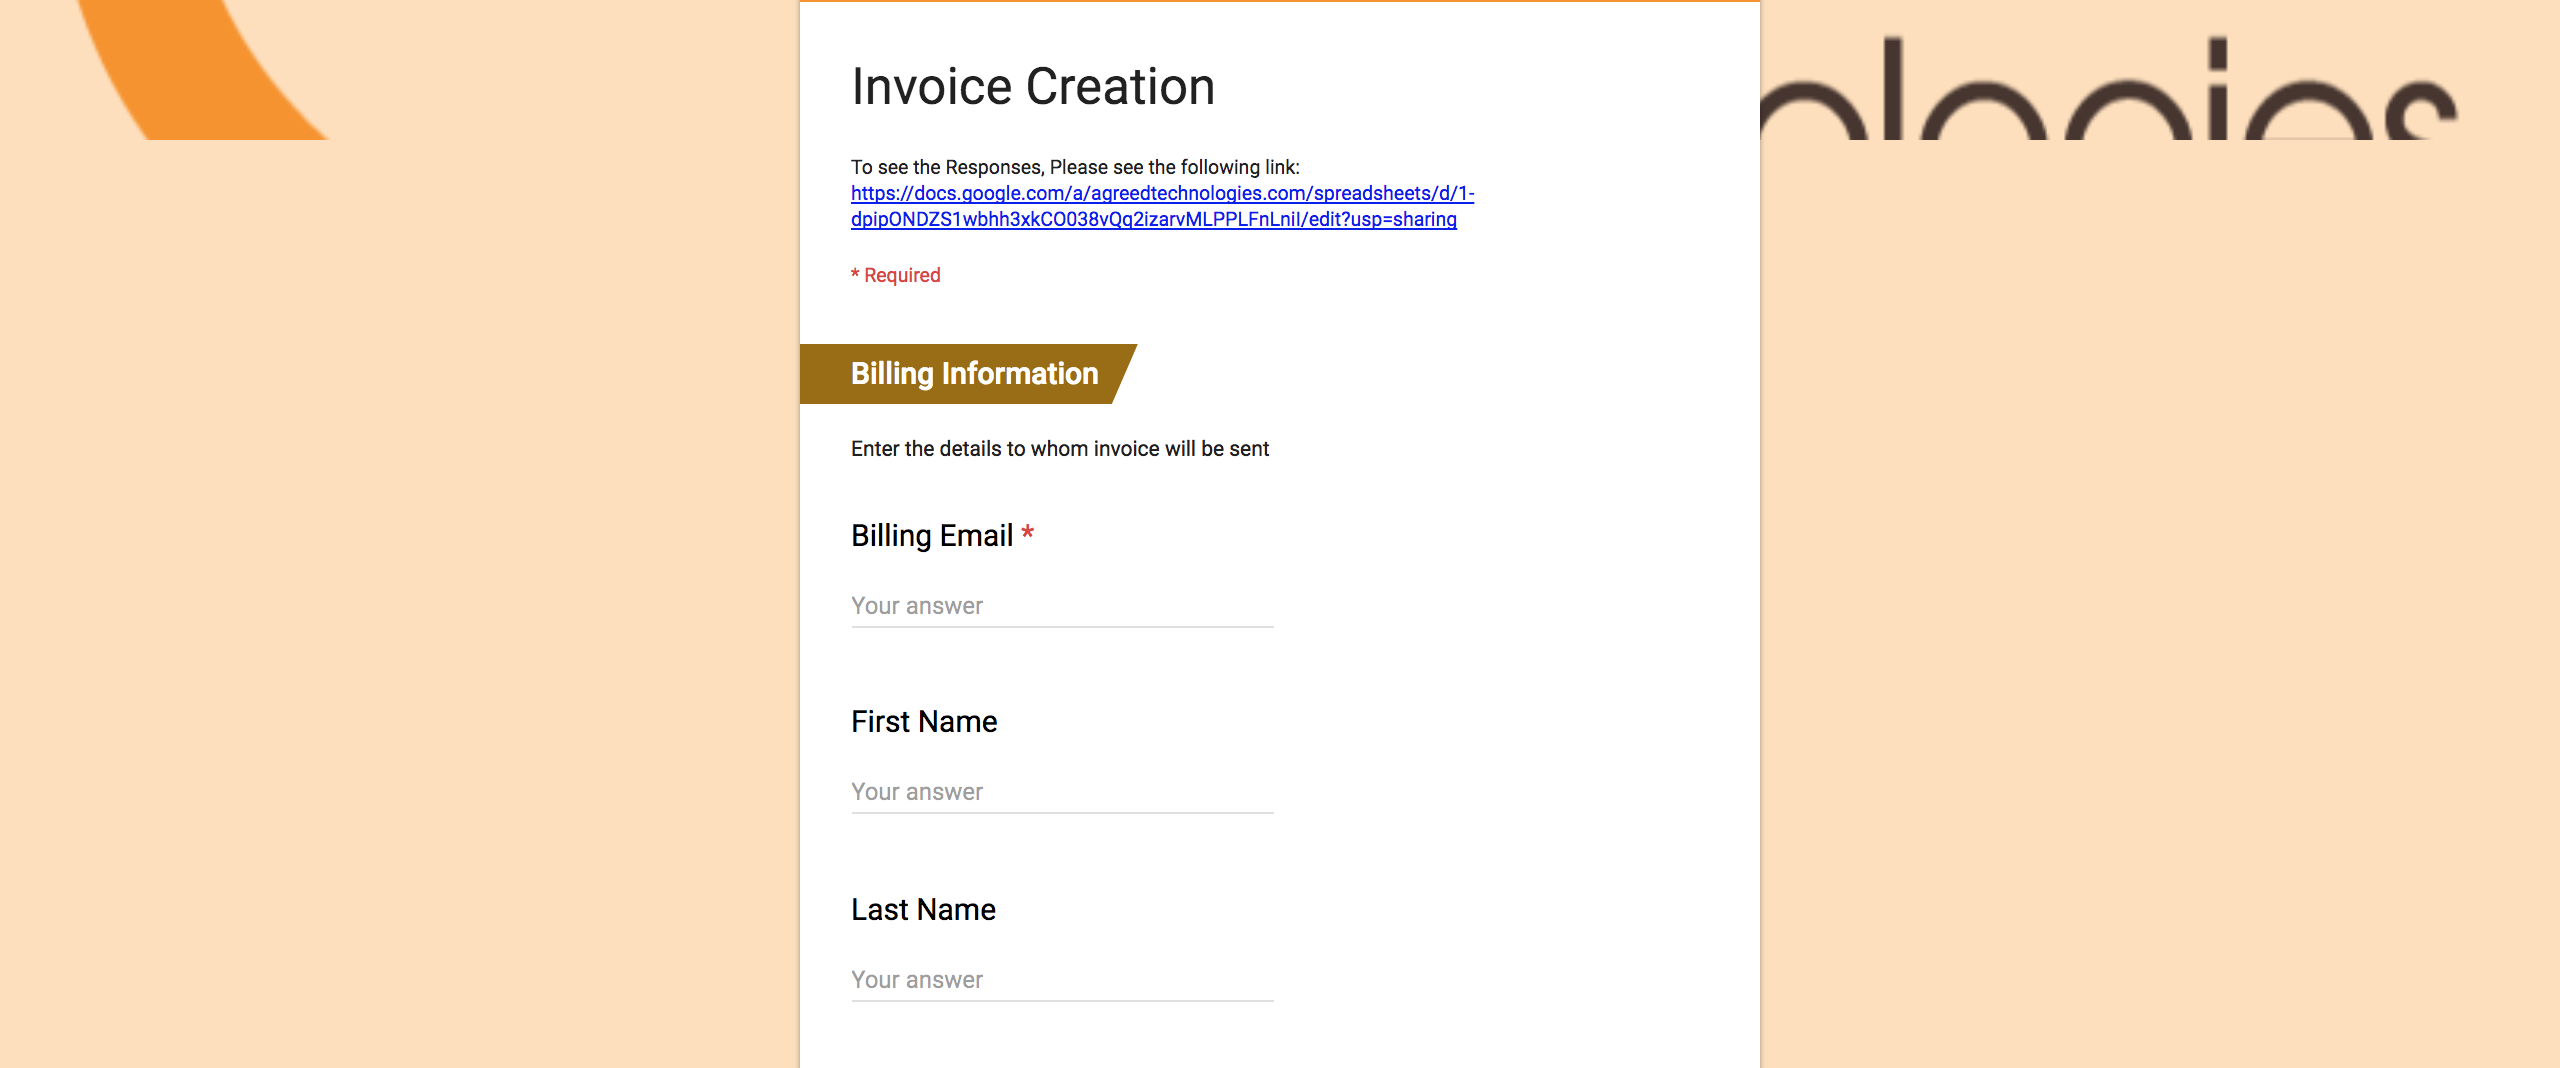 Invoice Creation
To see the Responses, Please see the following link:
https://docs.google.com/a/agreedtechnologies.com/spreadsheets/d/1-
dpipONDZS1wbhh3xkCO038vQq2izarvMLPPLFnLniI/edit?usp=sharing
* Required
Billing Information
Enter the details to whom invoice will be sent
Billing Email *
Your answer
First Name
Your answer
Last Name
Your answer